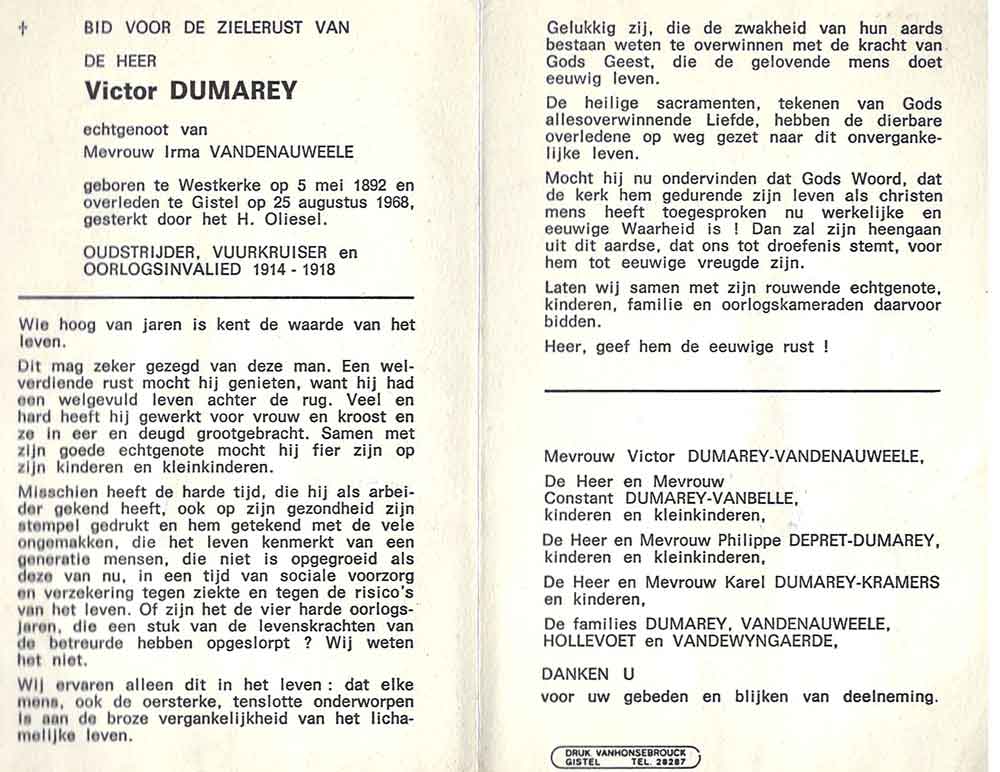 † BID VOOR DE ZIELERUST VAN
DE HEER
Victor DUMAREY
echtgenoot van
Mevrouw Irma VANDENAUWEELE
geboren te Westkerke op 5 mei 1892 en
overleden te Gistel op 25 augustus 1968,
gesterkt door het H. Oliesel.
OUDSTRIJDER, VUURKRUISER en
OORLOGSINVALIED 1914 - 1918
Wie hoog van jaren is kent de waarde van het
leven.
Dit mag zeker gezegd van deze man. Een wel-
verdiende rust mocht hij genieten, want hij had
een welgevuld leven achter de rug. Veel en
hard heeft hij gewerkt voor vrouw en kroost en
ze in eer en deugd grootgebracht. Samen met
zijn goede echtgenote mocht hij fier zijn op
zijn kinderen en kleinkinderen.
Misschien heeft de harde tijd, die hij als arbei-
der gekend heeft, ook op zijn gezondheid zijn
stempel gedrukt en hem getekend met de vele
ongemakken, die het leven kenmerkt van een
generatie mensen, die niet is opgegroeid als
deze van nu, in een tijd van sociale voorzorg
en verzekering tegen ziekte en tegen de risico's
van het leven. Of zijn het de vier harde oorlogs-
jaren, die een stuk van de levenskrachten van
de betreurde hebben opgeslorpt ? Wij weten
het niet.
Wij ervaren alleen dit in het leven : dat elke
mens, ook de oersterke, tenslotte onderworpen
is aan de broze vergankelijkheid van het licha-
melijke leven.
Gelukkig zij, die de zwakheid van hun aards
bestaan weten te overwinnen met de kracht van
Gods Geest, die de gelovende mens doet
eeuwig leven.
De heilige sacramenten, tekenen van Gods
allesoverwinnende Liefde, hebben de dierbare
overledene op weg gezet naar dit onverganke-
lijke leven.
Mocht hij nu ondervinden dat Gods Woord, dat
de kerk hem gedurende zijn leven als christen
mens heeft toegesproken nu werkelijke en
eeuwige Waarheid is ! Dan zal zijn heengaan
uit dit aardse, dat ons tot droefenis stemt, voor
hem tot eeuwige vreugde zijn.
Laten wij samen met zijn rouwende echtgenote,
kinderen, familie en oorlogskameraden daarvoor
bidden.
Heer, geef hem de eeuwige rust !
Mevrouw Victor DUMAREY-VANDENAUWEELE,
De Heer en Mevrouw
Constant DUMAREY-VANBELLE,
kinderen en kleinkinderen,
De Heer en Mevrouw Philippe DEPRET-DUMAREY,
kinderen en kleinkinderen,
De Heer en Mevrouw Karel DUMAREY-KRAMERS
en kinderen,
De families DUMAREY, VANDENAUWEELE,
HOLLEVOET en VANDEWYNGAERDE,
DANKEN U
voor uw gebeden en blijken van deelneming.
DRUK VANHONSEBROUCK
GISTEL TEL. 28287